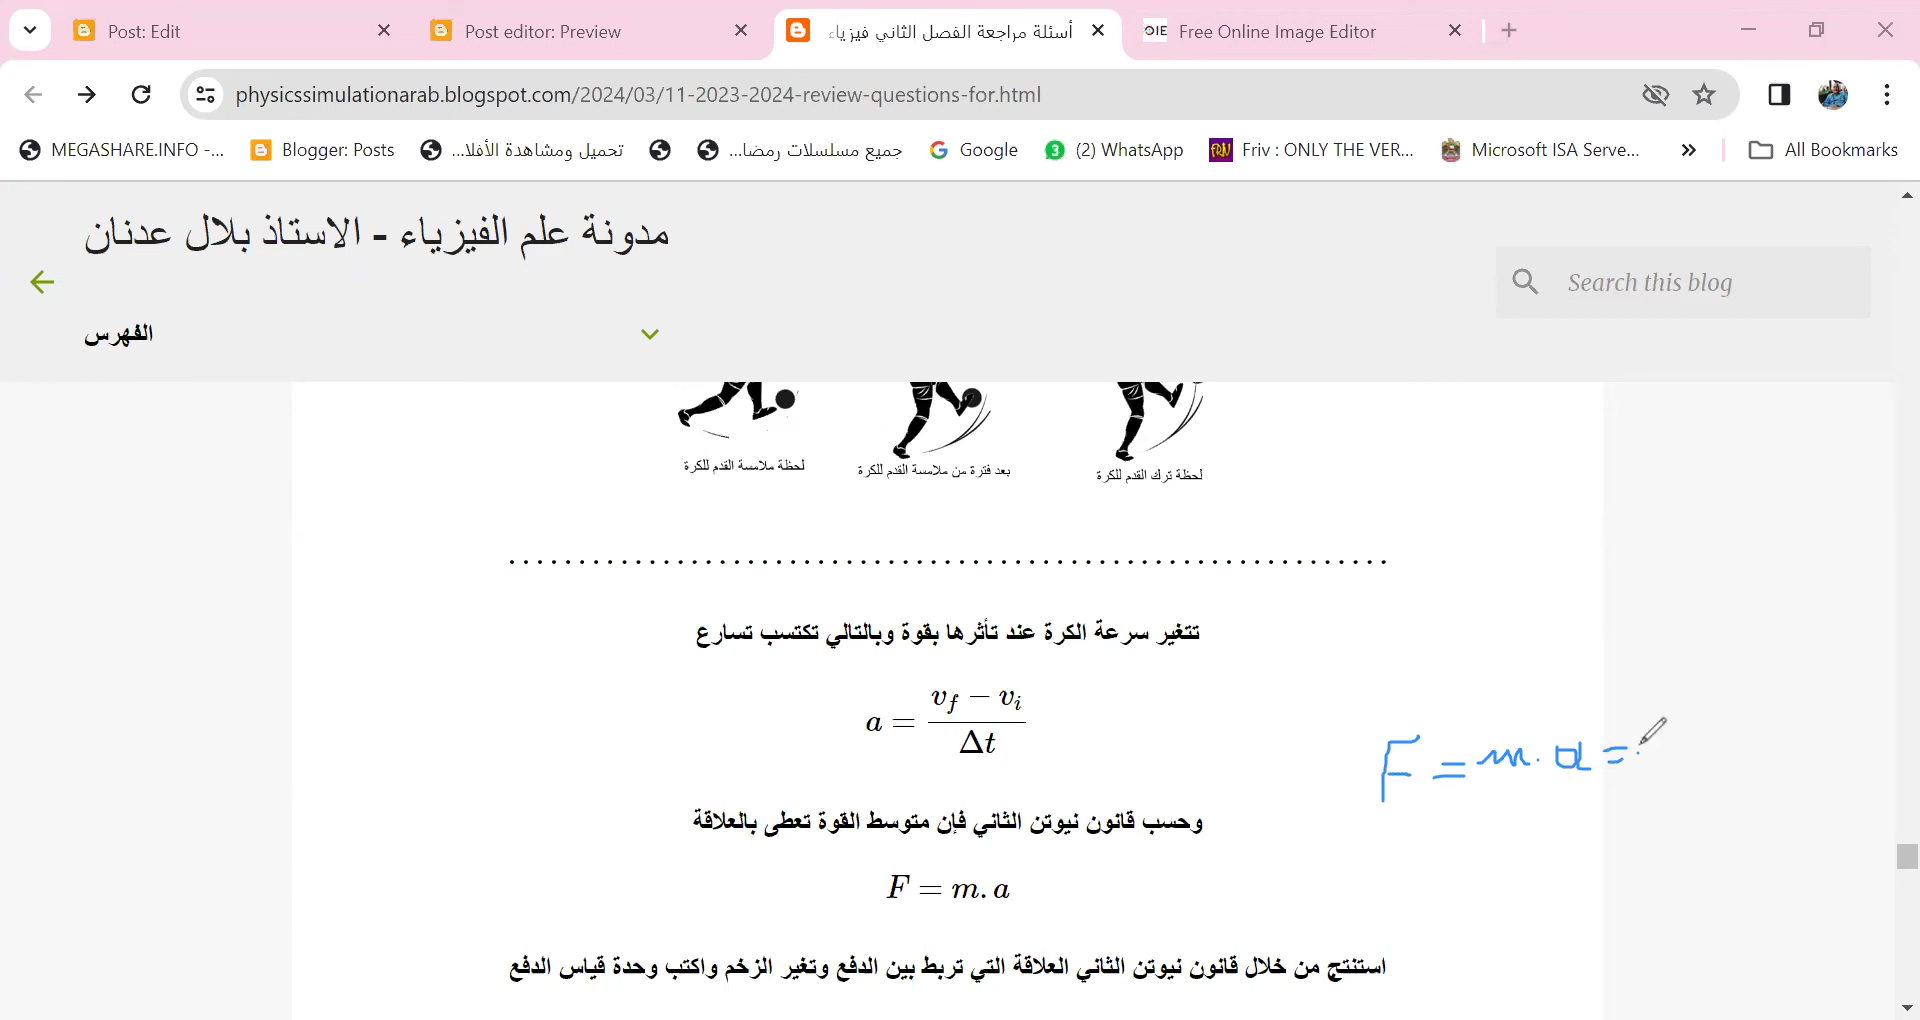 Post: Edit
Post editor: Preview
أسئلة مراجعة الفصل الثاني فيزياء
OIE Free Online Image Editor
physicssimulationarab.blogspot.com/2024/03/11-2023-2024-review-questions-for.html
MEGASHARE.INFO -...
Blogger: Posts
تحميل ومشاهدة الأفلا...
جميع مسلسلات رمضا...
Google
3 (2) WhatsApp
FRIV Friv : ONLY THE VER...
Microsoft ISA Serve...
All Bookmarks
مدونة علم الفيزياء - الاستاذ بلال عدنان
Search this blog
الفهرس
لحظة ملامسة القدم للكرة
بعد فترة من ملامسة القدم للكرة
لحظة ترك القدم للكرة
تتغير سرعة الكرة عند تأثرها بقوة وبالتالي تكتسب تسارع
a = (v_f − v_i) / Δt
F = m. a =
وحسب قانون نيوتن الثاني فإن متوسط القوة تعطى بالعلاقة
F = m. a
استنتج من خلال قانون نيوتن الثاني العلاقة التي تربط بين الدفع وتغير الزخم واكتب وحدة قياس الدفع